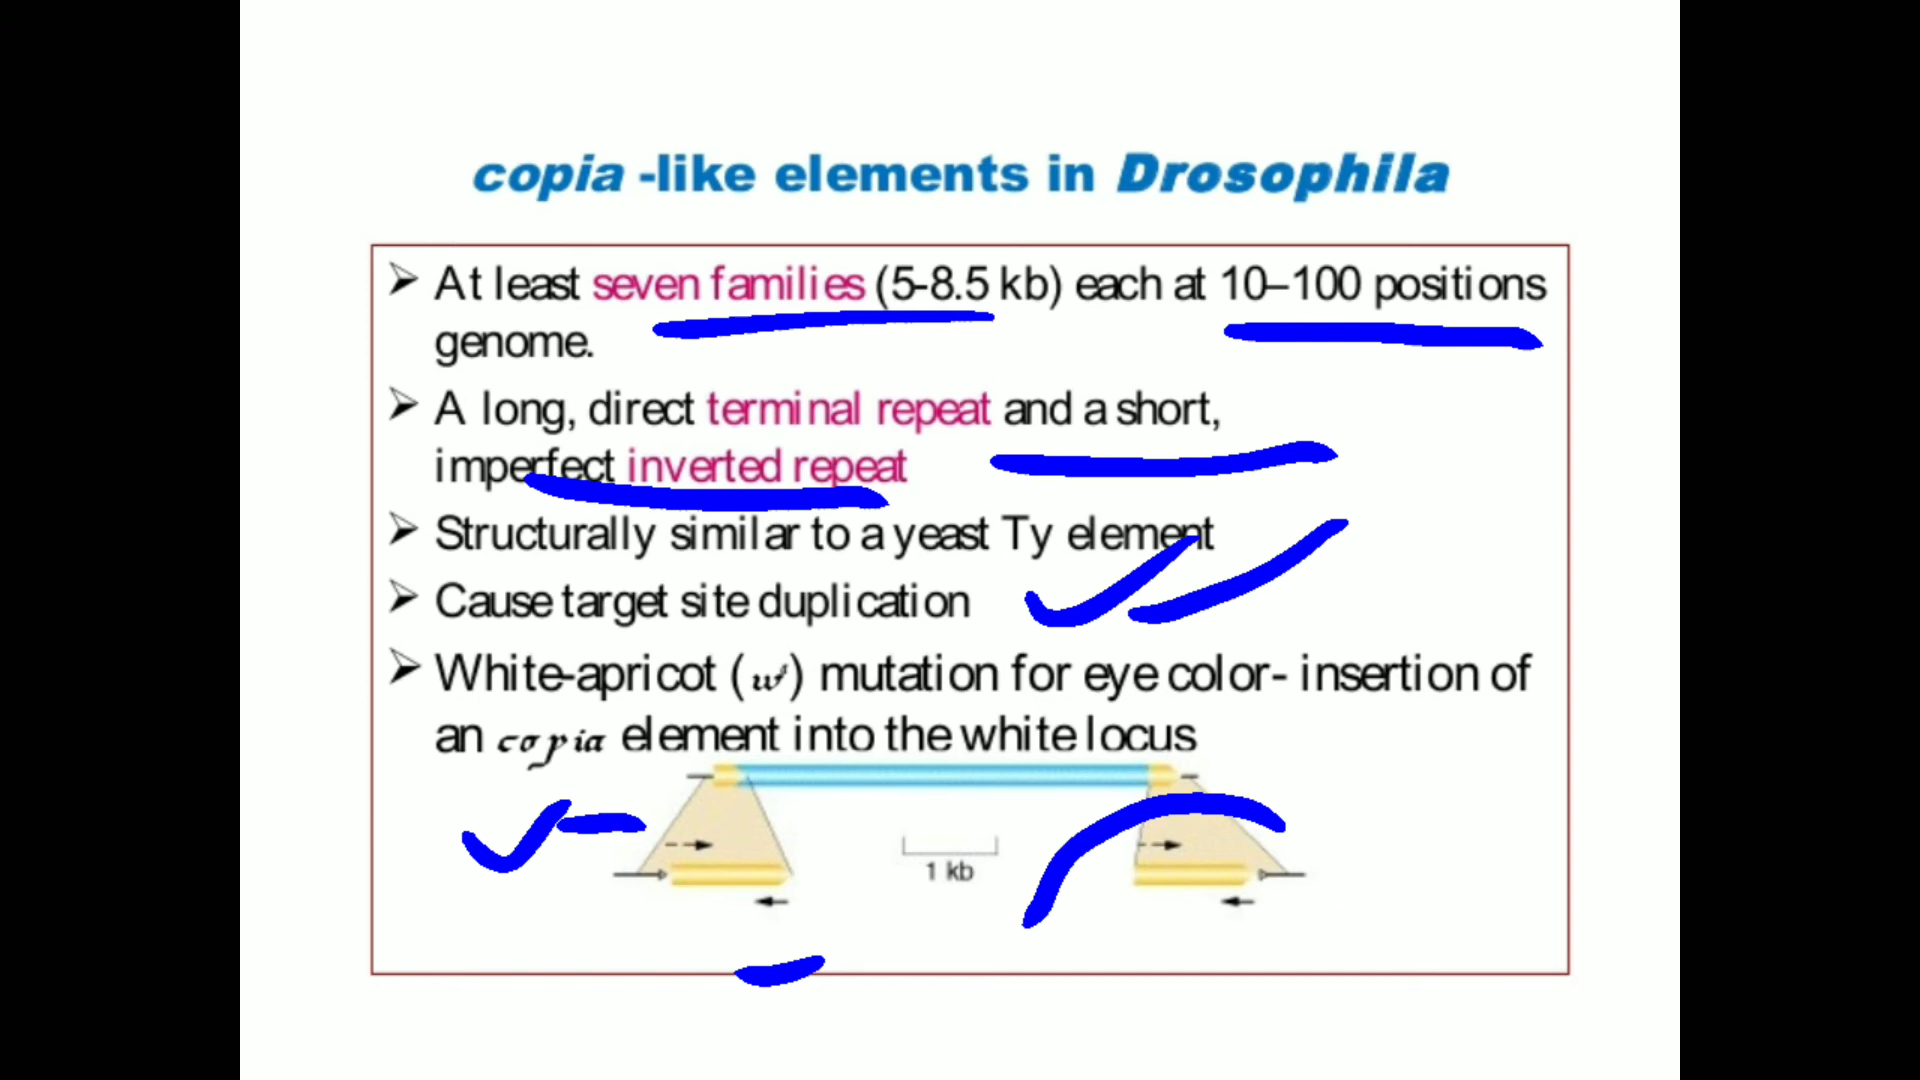 copia -like elements in Drosophila
➢ At least seven families (5-8.5 kb) each at 10–100 positions
genome.
➢ A long, direct terminal repeat and a short,
imperfect inverted repeat
➢ Structurally similar to a yeast Ty element
➢ Cause target site duplication
➢ White-apricot (w) mutation for eye color- insertion of
an copia element into the white locus
1 kb